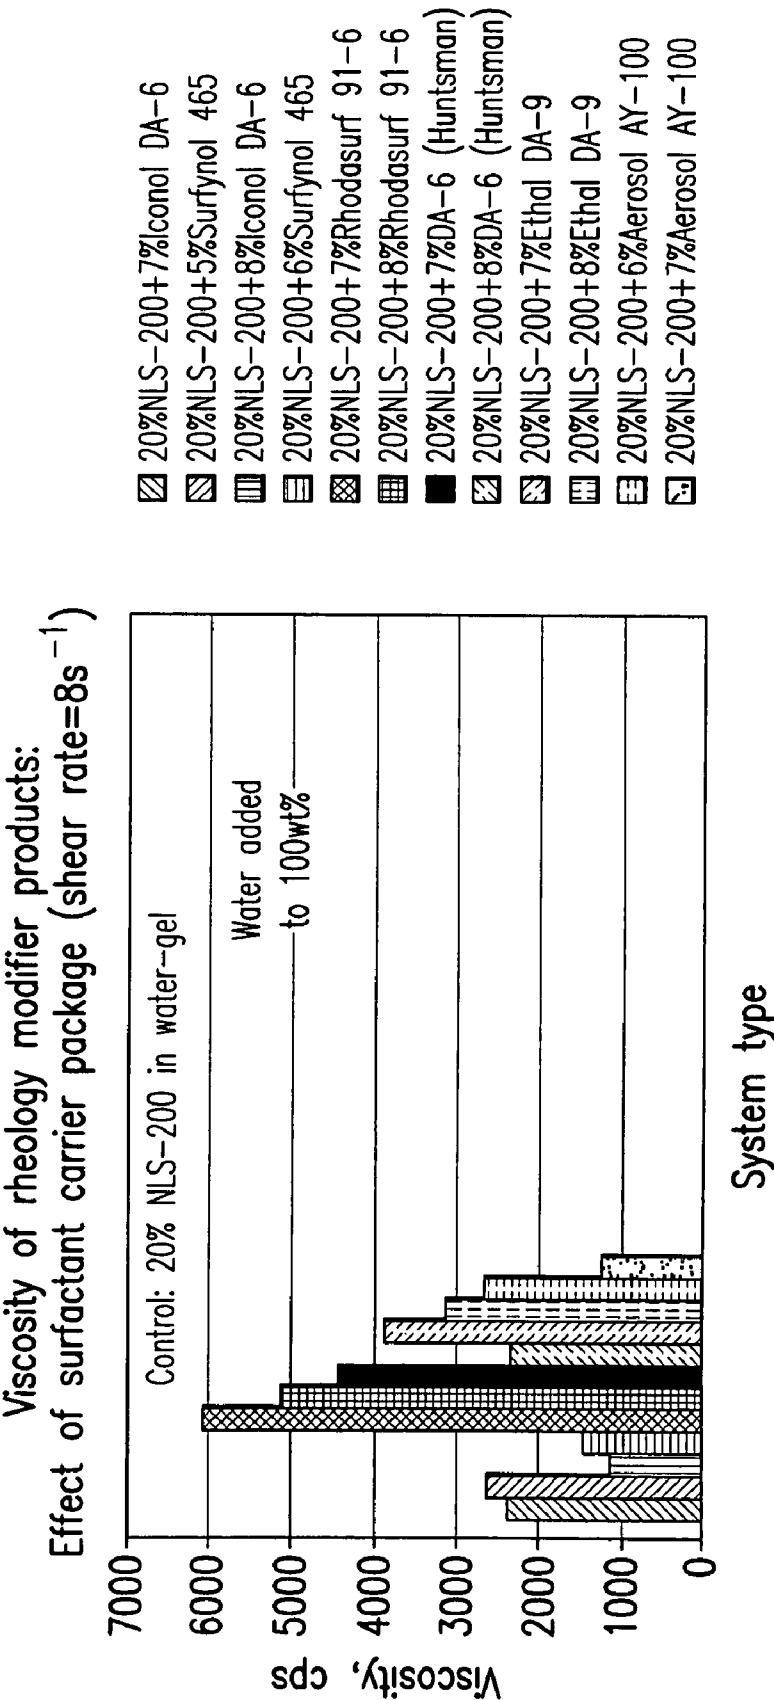 Viscosity of rheology modifier products:
Effect of surfactant carrier package (shear rate=8s⁻¹)
Viscosity, cps
7000
6000
5000
4000
3000
2000
1000
0
Control: 20% NLS-200 in water-gel
Water added
to 100wt%
System type
20%NLS-200+7%Iconol DA-6
20%NLS-200+5%Surfynol 465
20%NLS-200+8%Iconol DA-6
20%NLS-200+6%Surfynol 465
20%NLS-200+7%Rhodasurf 91-6
20%NLS-200+8%Rhodasurf 91-6
20%NLS-200+7%DA-6 (Huntsman)
20%NLS-200+8%DA-6 (Huntsman)
20%NLS-200+7%Ethal DA-9
20%NLS-200+8%Ethal DA-9
20%NLS-200+6%Aerosol AY-100
20%NLS-200+7%Aerosol AY-100